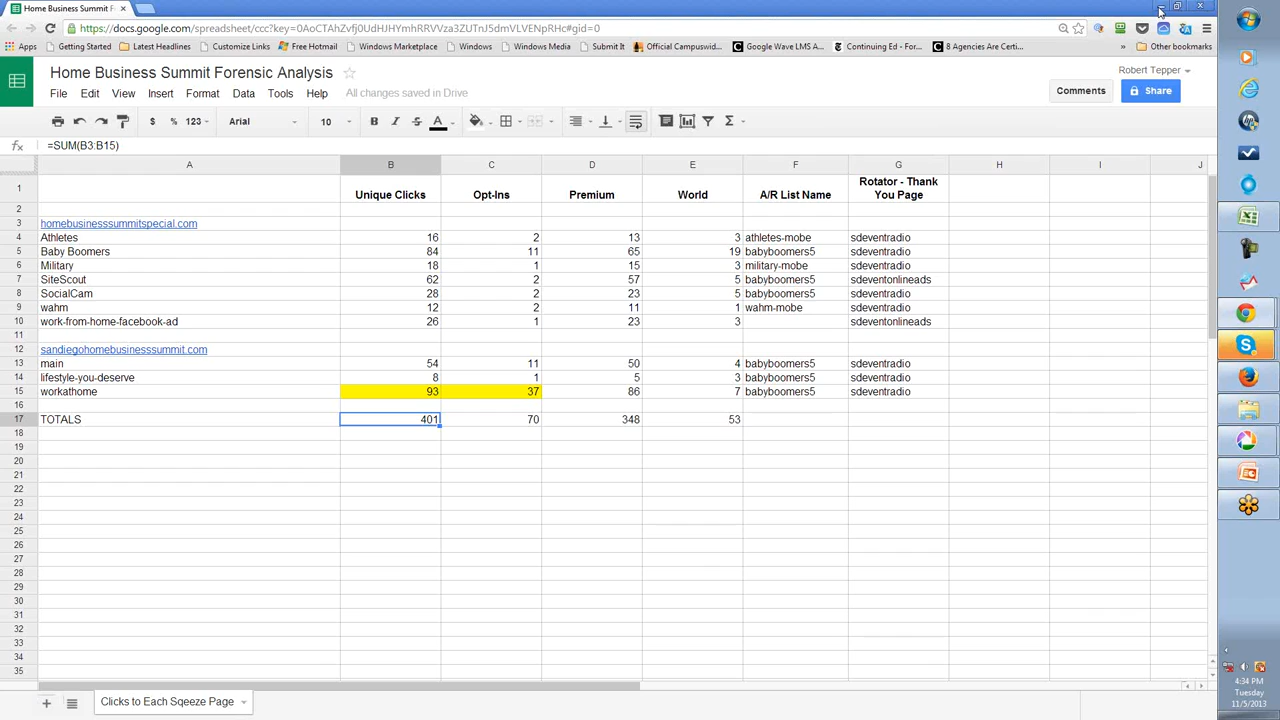 Home Business Summit F
https://docs.google.com/spreadsheet/ccc?key=0AoCTAhZvfj0UdHJHYmhRRVVza3ZUTnJ5dmVLVENpRHc#gid=0
Apps Getting Started Latest Headlines Customize Links Free Hotmail Windows Marketplace Windows Media Submit It Official Campuswid... Google Wave LMS A... Continuing Ed - For... 8 Agencies Are Cert... » Other bookmarks
Home Business Summit Forensic Analysis
Robert Tepper
File Edit View Insert Format Data Tools Help All changes saved in Drive
Comments Share
$ % 123 Arial 10 B I S A Σ
fx =SUM(B3:B15)
A B C D E F G H I J
1 Unique Clicks Opt-Ins Premium World A/R List Name Rotator - Thank
You Page
2
3 homebusinesssummitspecial.com
4 Athletes 16 2 13 3 athletes-mobe sdeventradio
5 Baby Boomers 84 11 65 19 babyboomers5 sdeventradio
6 Military 18 1 15 3 military-mobe sdeventradio
7 SiteScout 62 2 57 5 babyboomers5 sdeventonlineads
8 SocialCam 28 2 23 5 babyboomers5 sdeventradio
9 wahm 12 2 11 1 wahm-mobe sdeventradio
10 work-from-home-facebook-ad 26 1 23 3 sdeventonlineads
11
12 sandiegohomebusinesssummit.com
13 main 54 11 50 4 babyboomers5 sdeventradio
14 lifestyle-you-deserve 8 1 5 3 babyboomers5 sdeventradio
15 workathome 93 37 86 7 babyboomers5 sdeventradio
16
17 TOTALS 401 70 348 53
18
19
20
21
22
23
24
25
26
27
28
29
30
31
32
33
34
35
Clicks to Each Sqeeze Page
4:34 PM
Tuesday
11/5/2013